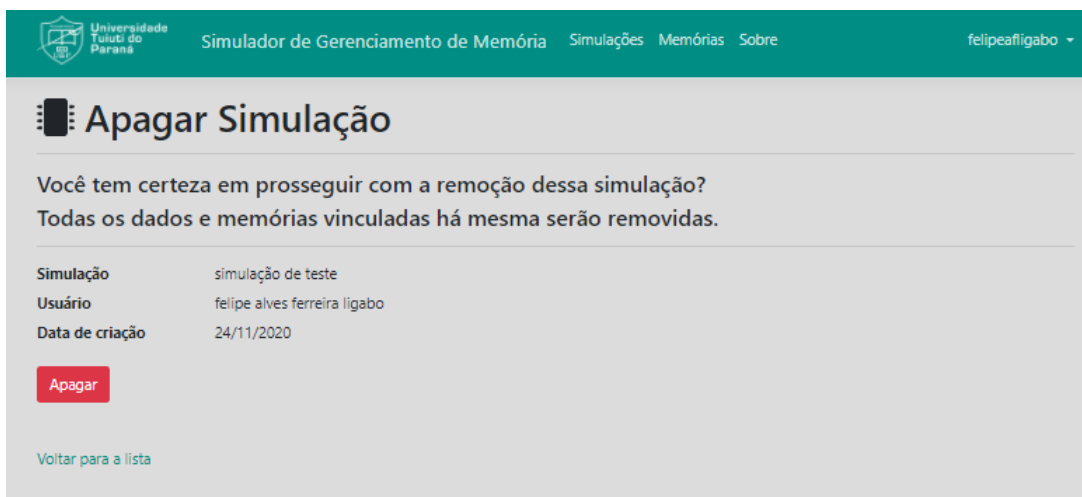 Universidade
Tuiuti do
Paraná
Simulador de Gerenciamento de Memória Simulações Memórias Sobre felipeafligabo
Apagar Simulação
Você tem certeza em prosseguir com a remoção dessa simulação?
Todas os dados e memórias vinculadas há mesma serão removidas.
Simulação simulação de teste
Usuário felipe alves ferreira ligabo
Data de criação 24/11/2020
Apagar
Voltar para a lista